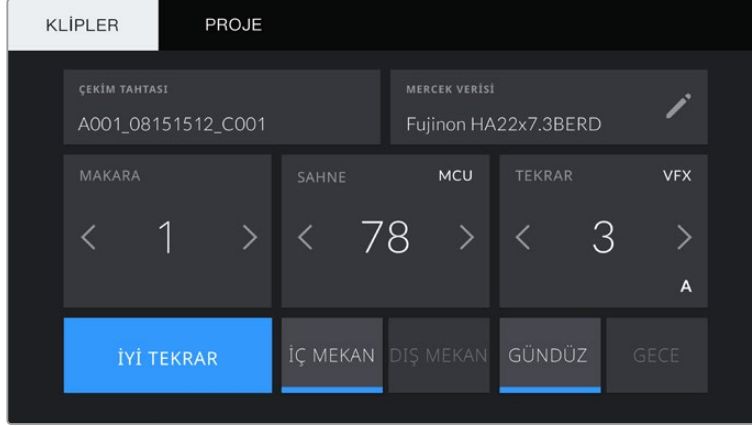 KLİPLER PROJE
ÇEKİM TAHTASI MERCEK VERİSİ
A001_08151512_C001 Fujinon HA22x7.3BERD
MAKARA SAHNE MCU TEKRAR VFX
< 1 > < 78 > < 3 >
A
İYİ TEKRAR İÇ MEKAN DIŞ MEKAN GÜNDÜZ GECE